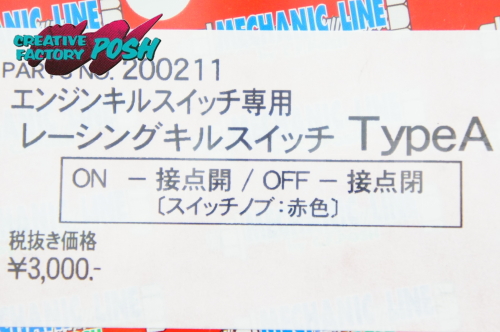 MECHANIC LINE
CREATIVE
FACTORY POSH
PARTS NO. 200211
エンジンキルスイッチ専用
レーシングキルスイッチ TypeA
ON －接点開 / OFF－接点閉
〔スイッチノブ:赤色〕
税抜き価格
¥3,000.-